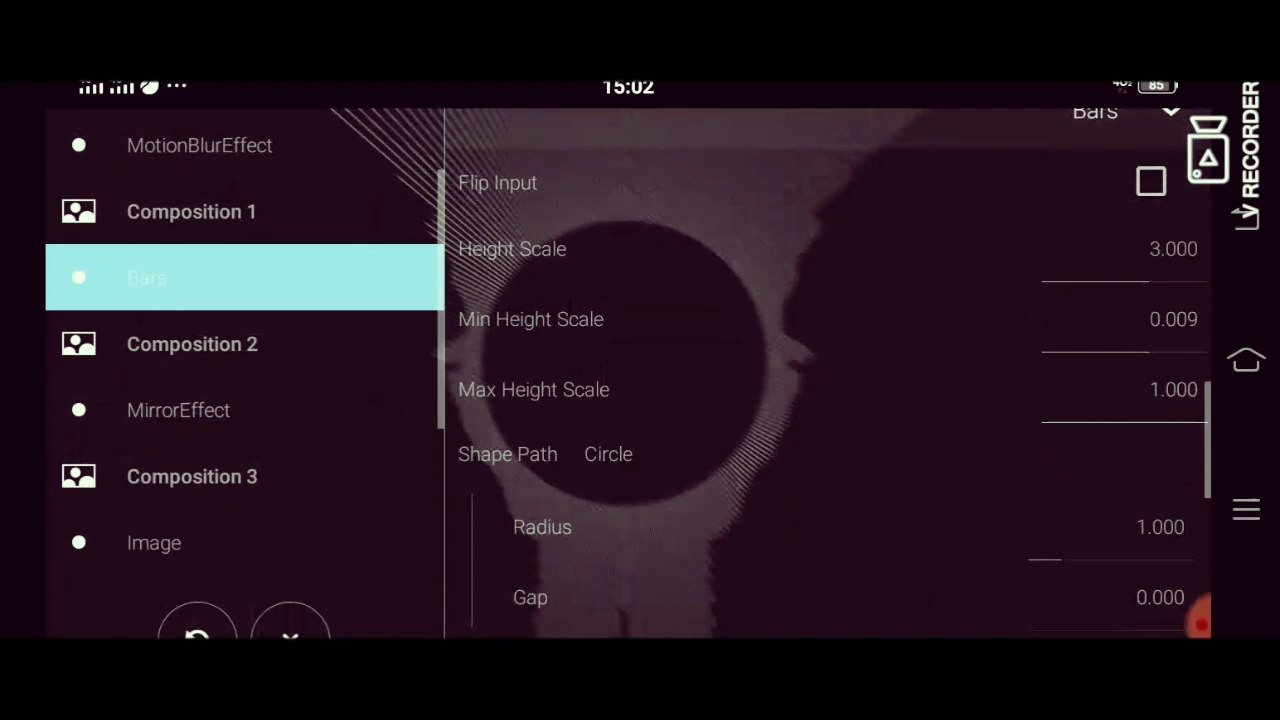 15:02
85
RECORDER
MotionBlurEffect
Composition 1
Bars
Composition 2
MirrorEffect
Composition 3
Image
Bars
Flip Input
Height Scale 3.000
Min Height Scale 0.009
Max Height Scale 1.000
Shape Path Circle
Radius 1.000
Gap 0.000